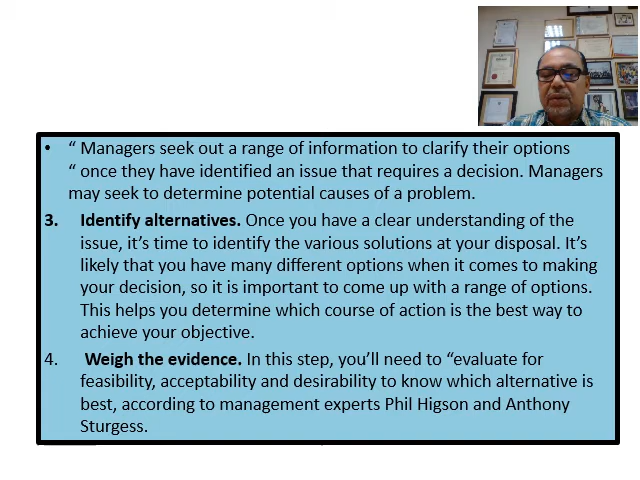 • “ Managers seek out a range of information to clarify their options
“ once they have identified an issue that requires a decision. Managers
may seek to determine potential causes of a problem.
3. Identify alternatives. Once you have a clear understanding of the
issue, it’s time to identify the various solutions at your disposal. It’s
likely that you have many different options when it comes to making
your decision, so it is important to come up with a range of options.
This helps you determine which course of action is the best way to
achieve your objective.
4. Weigh the evidence. In this step, you’ll need to “evaluate for
feasibility, acceptability and desirability to know which alternative is
best, according to management experts Phil Higson and Anthony
Sturgess.